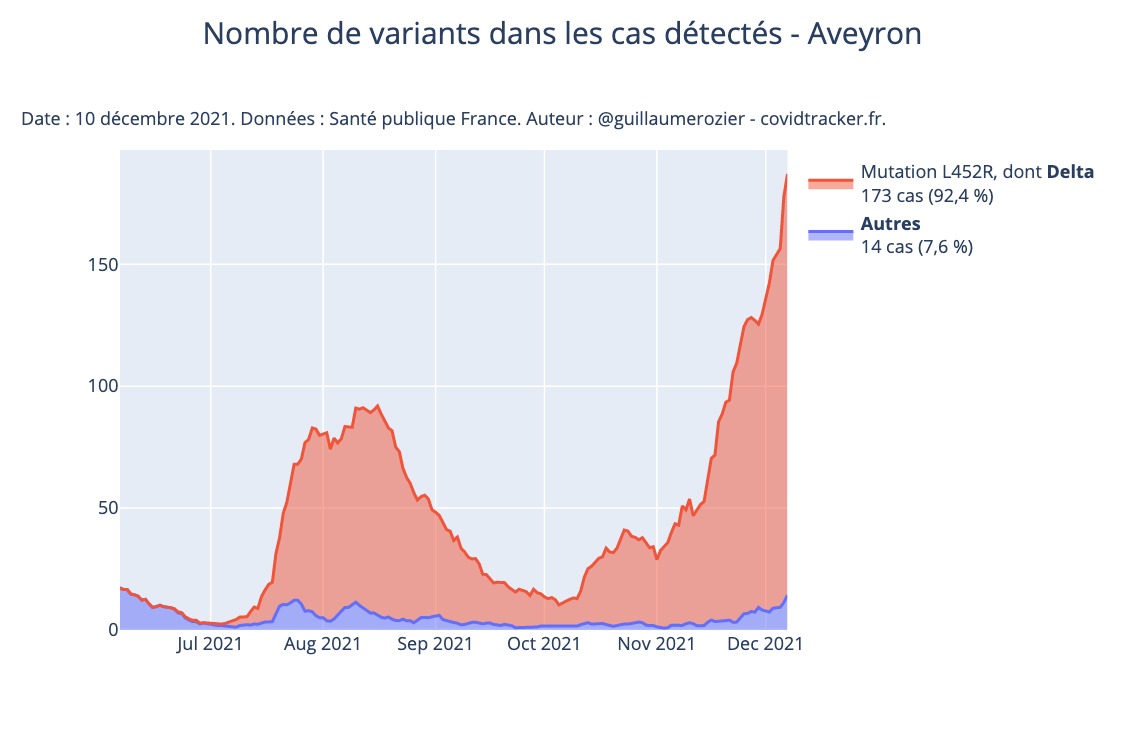 Nombre de variants dans les cas détectés - Aveyron
Date : 10 décembre 2021. Données : Santé publique France. Auteur : @guillaumerozier - covidtracker.fr.
Mutation L452R, dont Delta
173 cas (92,4 %)
Autres
14 cas (7,6 %)
150
100
50
0
Jul 2021
Aug 2021
Sep 2021
Oct 2021
Nov 2021
Dec 2021